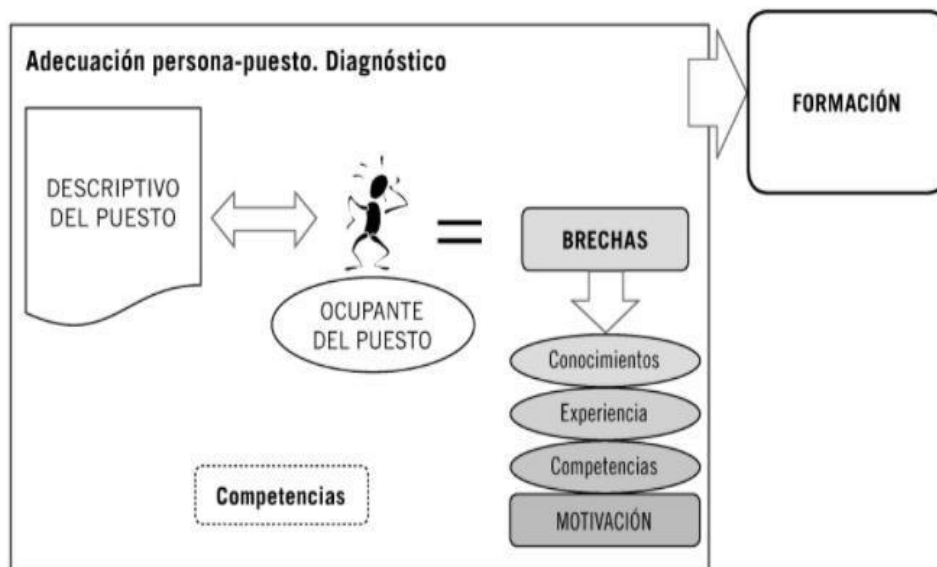 Adecuación persona-puesto. Diagnóstico
FORMACIÓN
DESCRIPTIVO
DEL PUESTO
BRECHAS
OCUPANTE
DEL PUESTO
Conocimientos
Experiencia
Competencias
MOTIVACIÓN
Competencias